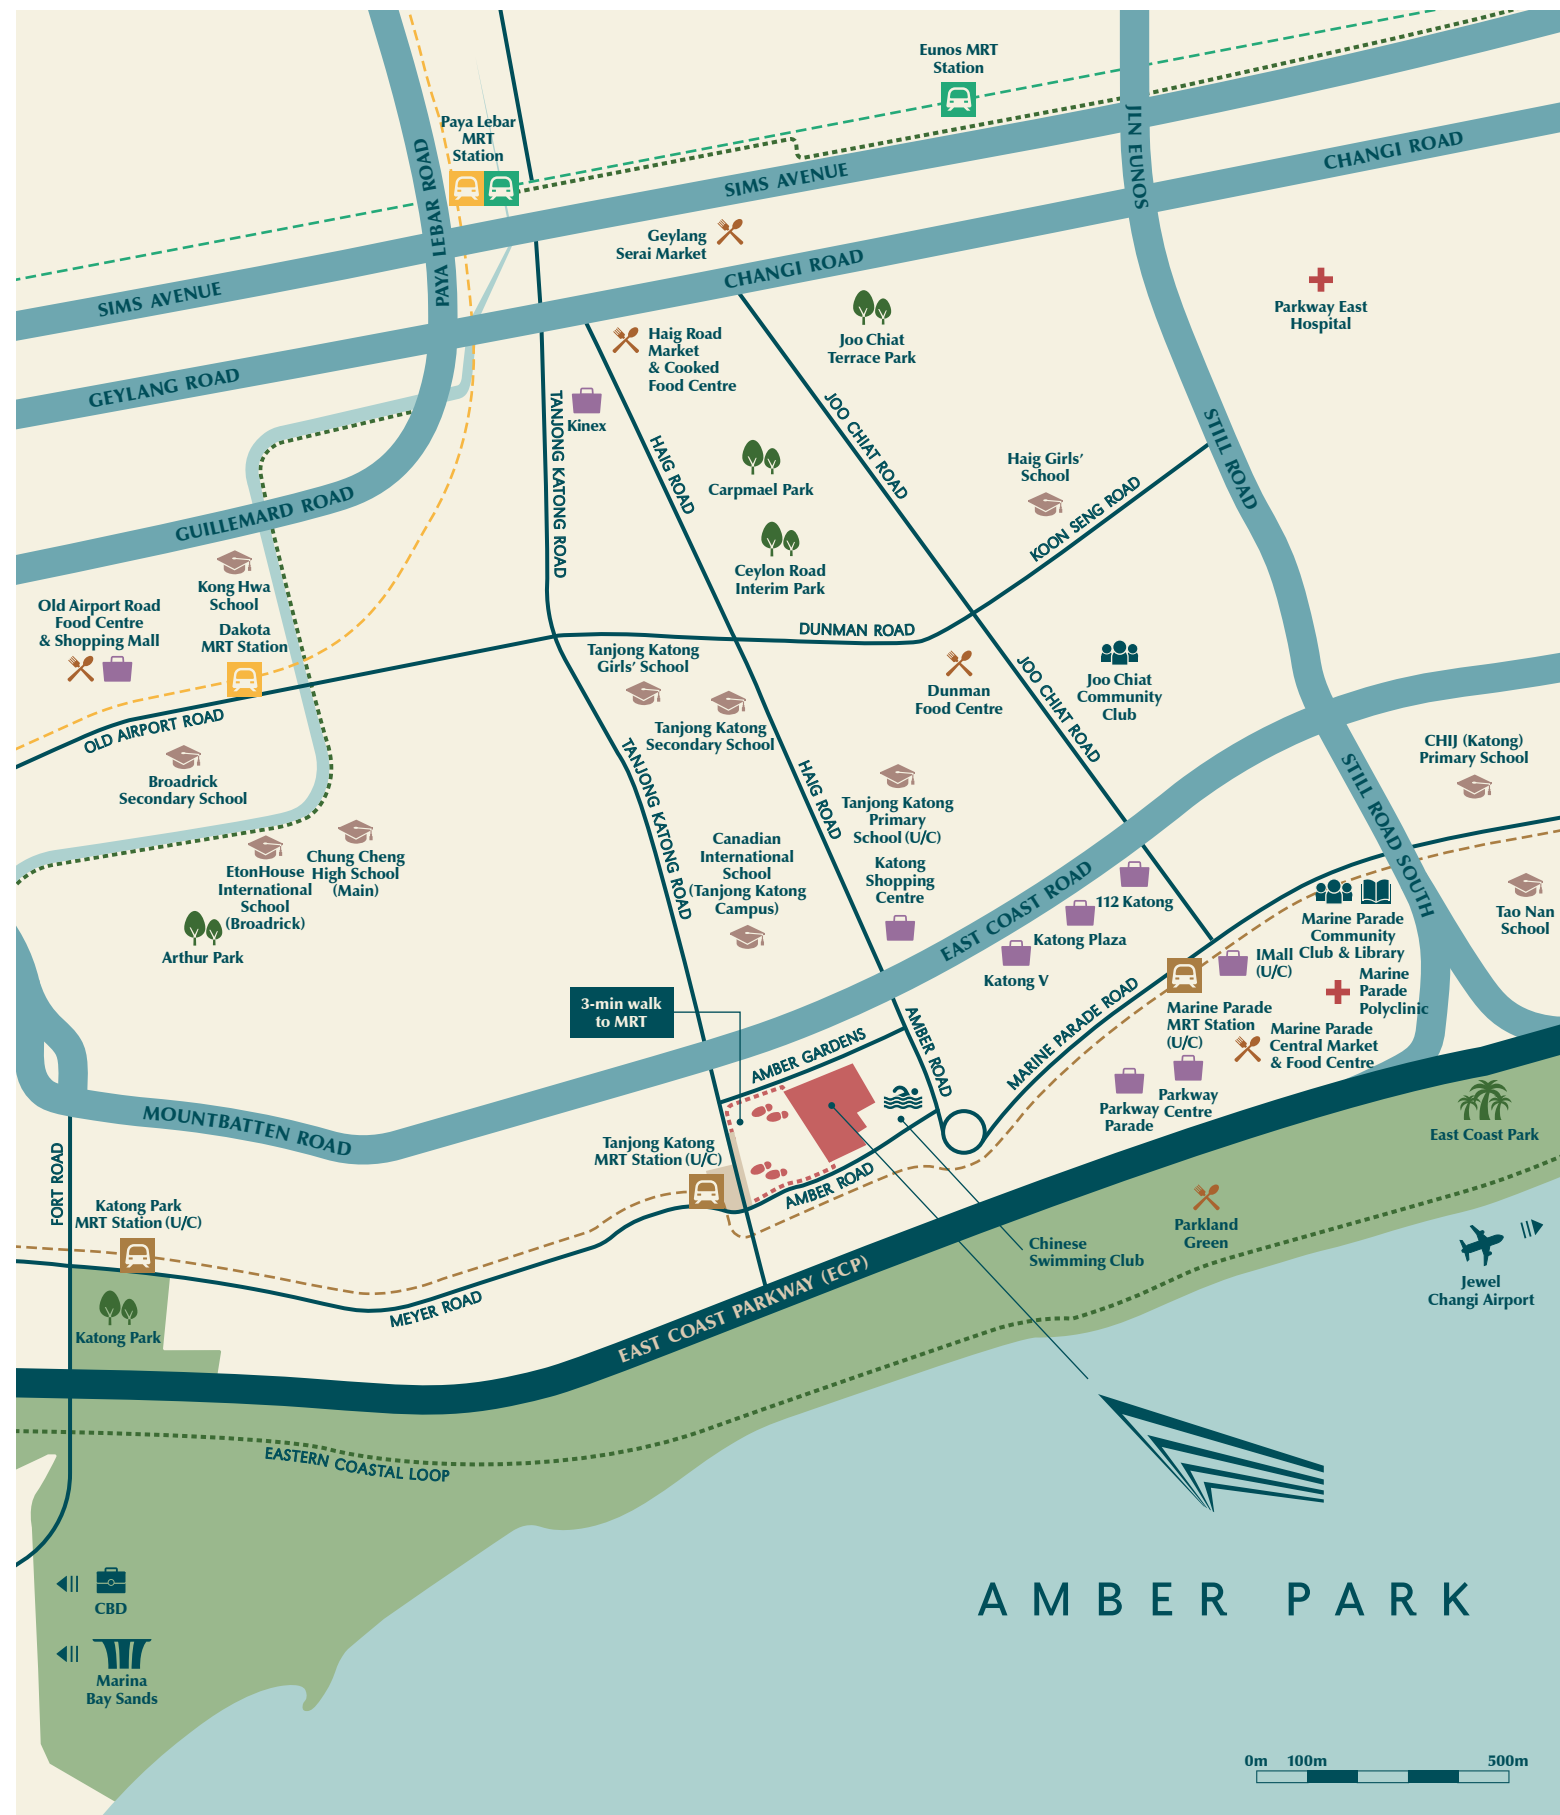 Eunos MRT
Station
Paya Lebar
MRT
Station
PAYA LEBAR ROAD
JLN EUNOS
CHANGI ROAD
SIMS AVENUE
Geylang
Serai Market
CHANGI ROAD
SIMS AVENUE
Parkway East
Hospital
Joo Chiat
Terrace Park
Haig Road
Market
& Cooked
Food Centre
GEYLANG ROAD
TANJONG KATONG ROAD
Kinex
HAIG ROAD
JOO CHIAT ROAD
STILL ROAD
Haig Girls'
School
KOON SENG ROAD
Carpmael Park
GUILLEMARD ROAD
Ceylon Road
Interim Park
Kong Hwa
School
Old Airport Road
Food Centre
& Shopping Mall
Dakota
MRT Station
DUNMAN ROAD
Tanjong Katong
Girls' School
JOO CHIAT ROAD
Joo Chiat
Community
Club
Dunman
Food Centre
OLD AIRPORT ROAD
Tanjong Katong
Secondary School
TANJONG KATONG ROAD
HAIG ROAD
CHIJ (Katong)
Primary School
STILL ROAD SOUTH
Broadrick
Secondary School
Tanjong Katong
Primary
School (U/C)
Canadian
International
School
(Tanjong Katong
Campus)
Chung Cheng
High School
(Main)
EtonHouse
International
School
(Broadrick)
Katong
Shopping
Centre
EAST COAST ROAD
112 Katong
Katong Plaza
Katong V
Arthur Park
Marine Parade
Community
Club & Library
Tao Nan
School
IMall
(U/C)
Marine
Parade
Polyclinic
3-min walk
to MRT
MARINE PARADE ROAD
Marine Parade
MRT Station
(U/C)
Marine Parade
Central Market
& Food Centre
AMBER GARDENS
AMBER ROAD
Parkway
Centre
Parkway
Parade
MOUNTBATTEN ROAD
FORT ROAD
Tanjong Katong
MRT Station (U/C)
AMBER ROAD
East Coast Park
Katong Park
MRT Station (U/C)
Parkland
Green
Chinese
Swimming Club
Jewel
Changi Airport
MEYER ROAD
EAST COAST PARKWAY (ECP)
Katong Park
EASTERN COASTAL LOOP
AMBER PARK
CBD
Marina
Bay Sands
0m 100m 500m